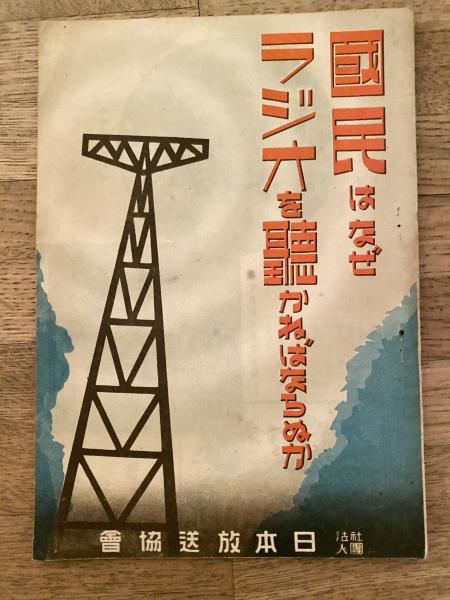 國民はなぜ
ラジオを聽かねばならぬか
社團法人 日本放送協會